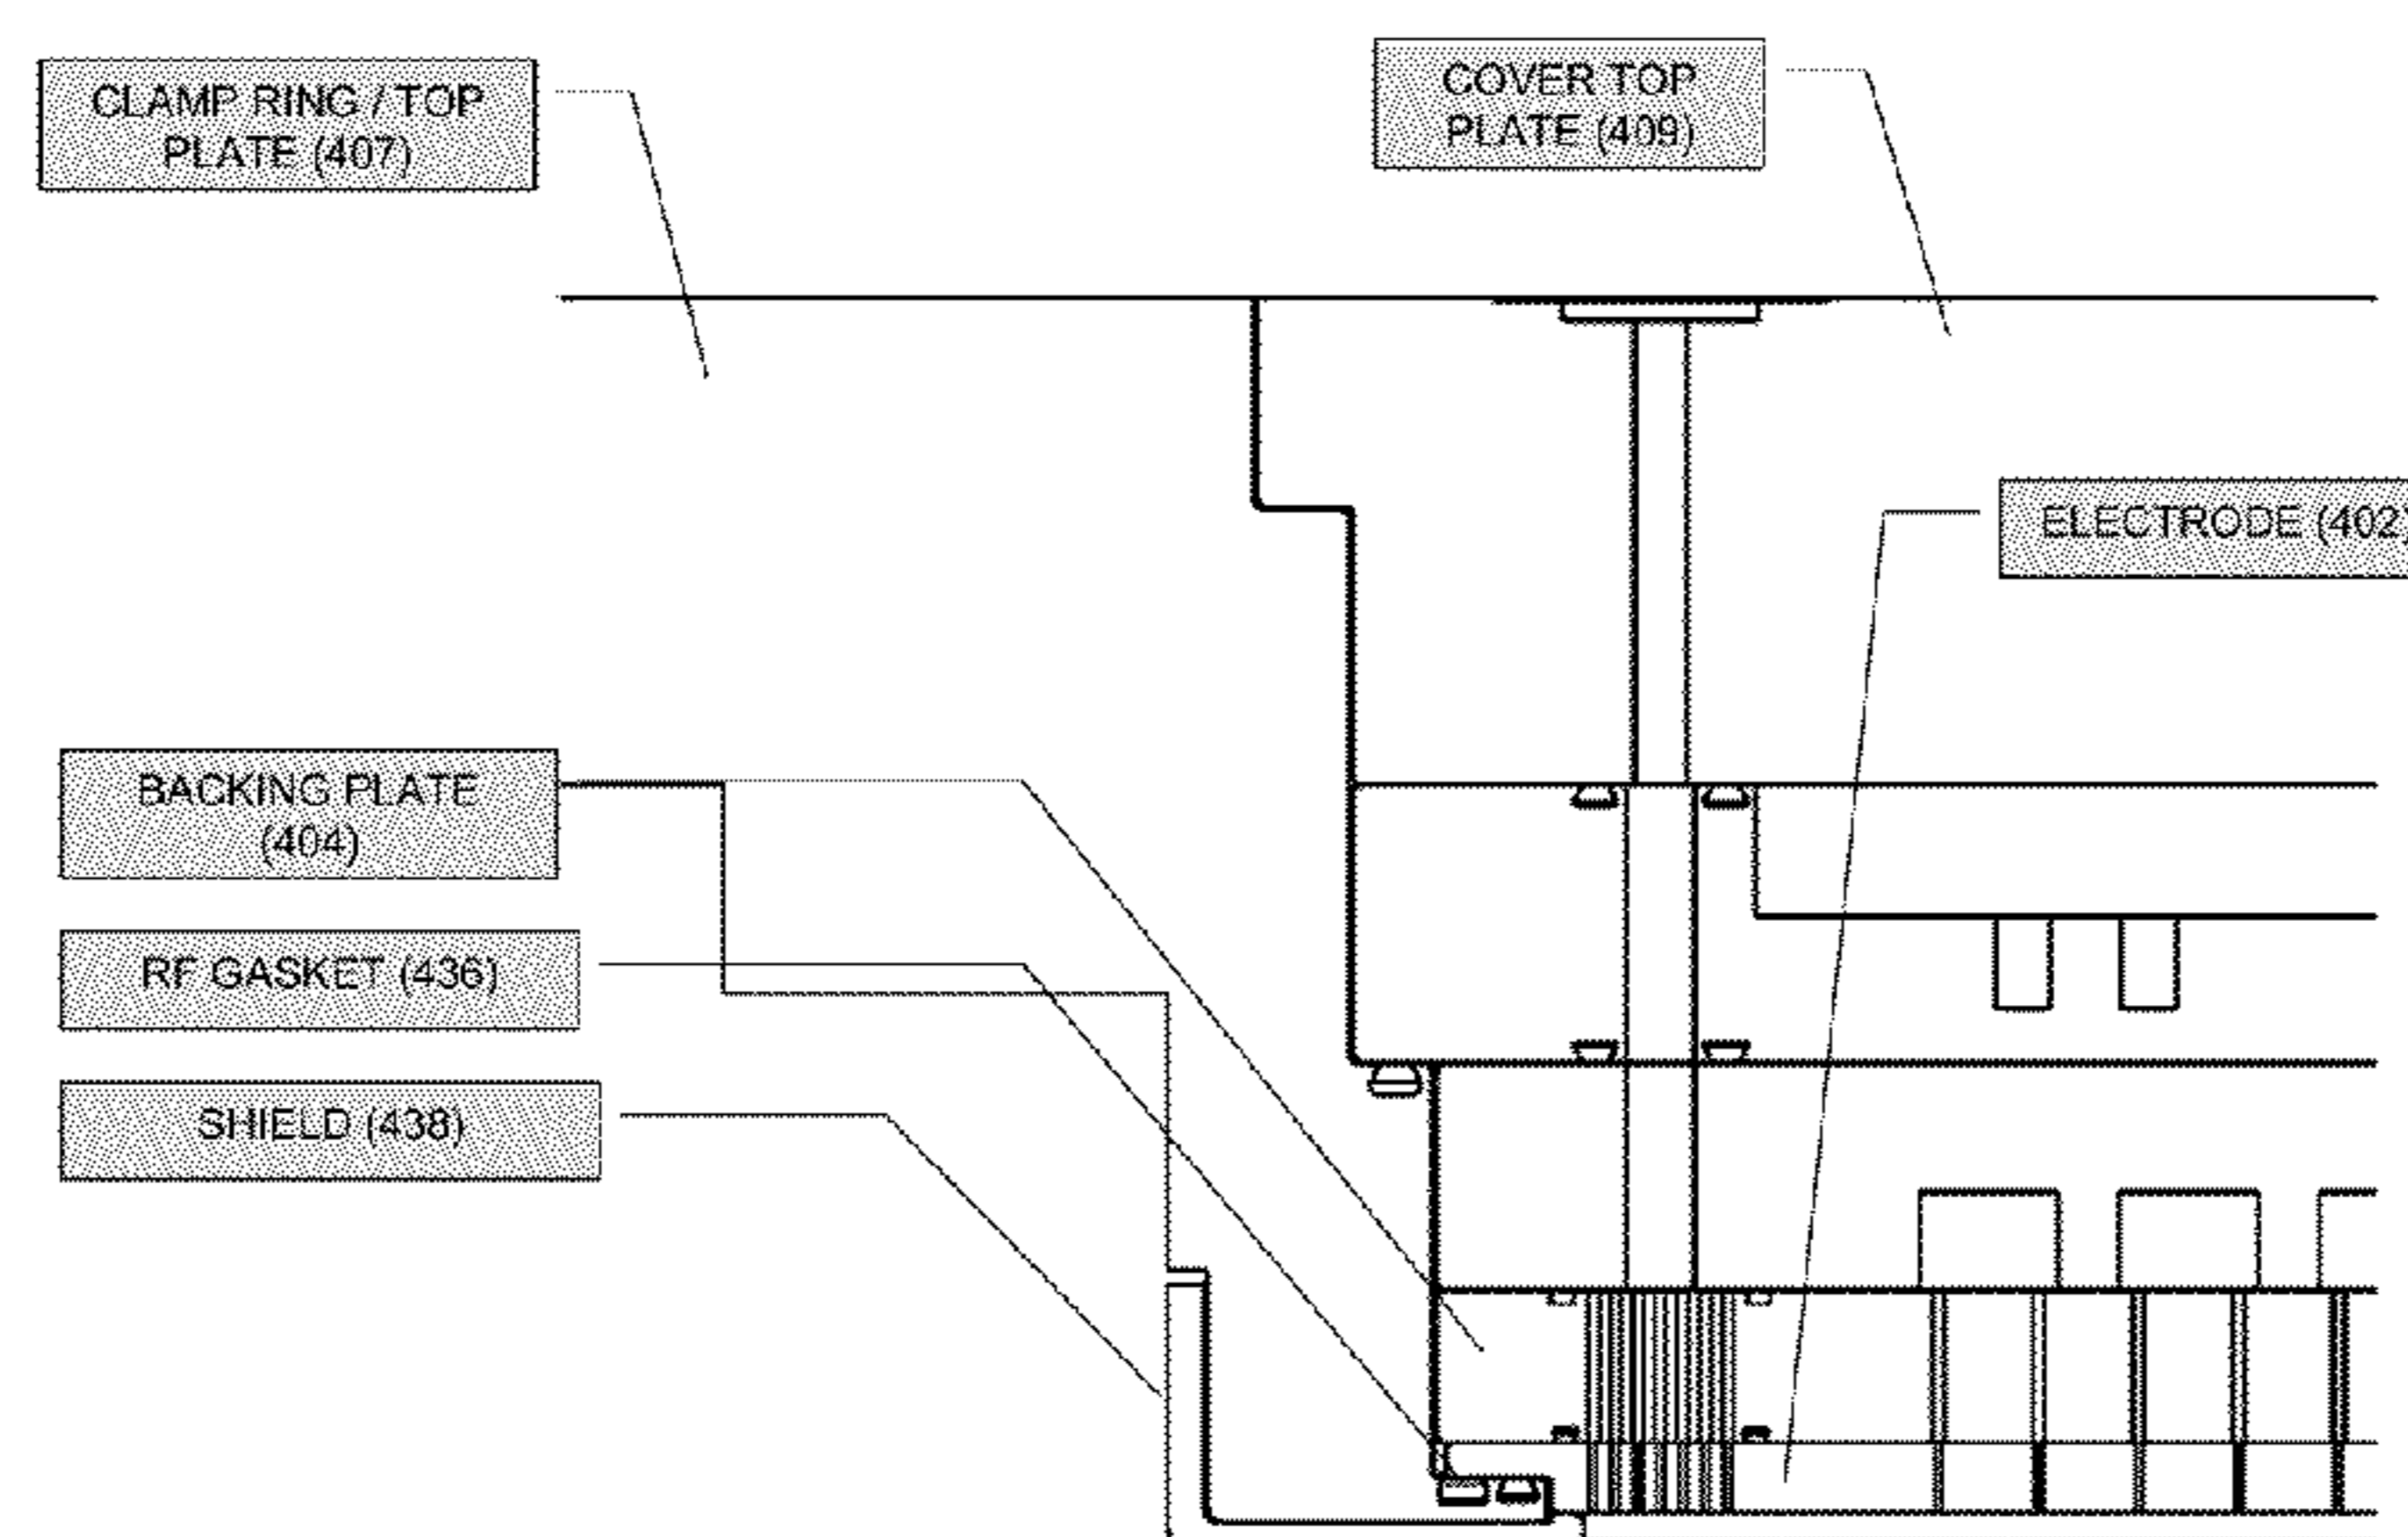 CLAMP RING / TOP
PLATE (407)
COVER TOP
PLATE (409)
ELECTRODE (402)
BACKING PLATE
(404)
RF GASKET (436)
SHIELD (438)